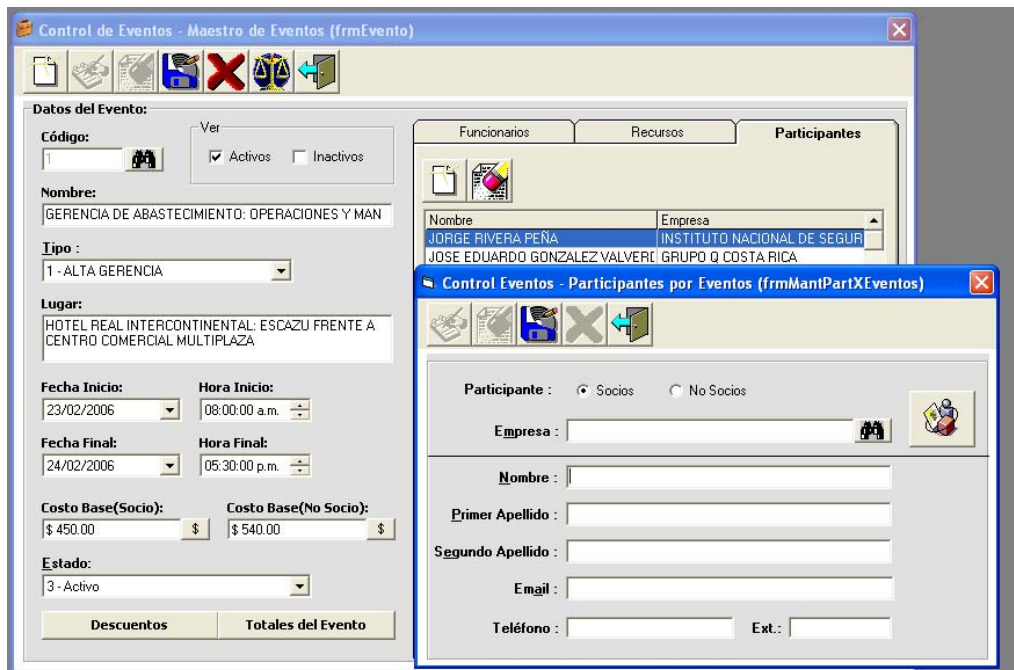 Control de Eventos - Maestro de Eventos (frmEvento)
Datos del Evento:
Código:
1
Ver
Activos
Inactivos
Nombre:
GERENCIA DE ABASTECIMIENTO: OPERACIONES Y MAN
Tipo :
1 - ALTA GERENCIA
Lugar:
HOTEL REAL INTERCONTINENTAL: ESCAZU FRENTE A
CENTRO COMERCIAL MULTIPLAZA
Fecha Inicio:
Hora Inicio:
23/02/2006
08:00:00 a.m.
Fecha Final:
Hora Final:
24/02/2006
05:30:00 p.m.
Costo Base(Socio):
Costo Base(No Socio):
$ 450.00
$
$ 540.00
$
Estado:
3 - Activo
Descuentos
Totales del Evento
Funcionarios
Recursos
Participantes
Nombre
Empresa
JORGE RIVERA PEÑA
INSTITUTO NACIONAL DE SEGUR
JOSE EDUARDO GONZALEZ VALVERD
GRUPO Q COSTA RICA
Control Eventos - Participantes por Eventos (frmMantPartXEventos)
Participante :
Socios
No Socios
Empresa :
Nombre :
Primer Apellido :
Segundo Apellido :
Email :
Teléfono :
Ext.: